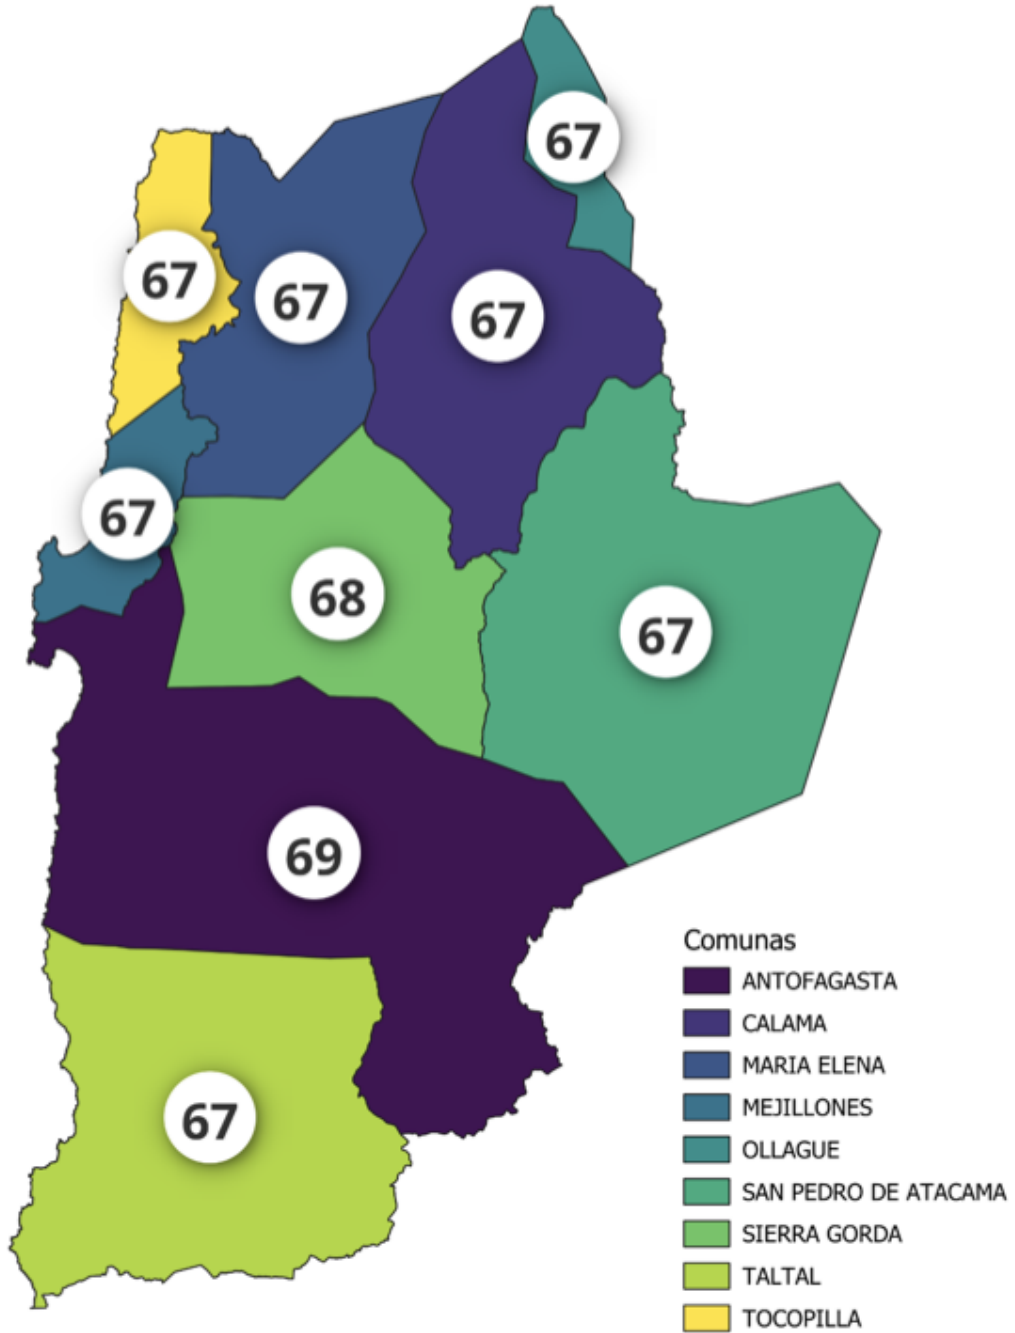 67
67
67
67
67
68
67
69
67
Comunas
ANTOFAGASTA
CALAMA
MARIA ELENA
MEJILLONES
OLLAGUE
SAN PEDRO DE ATACAMA
SIERRA GORDA
TALTAL
TOCOPILLA